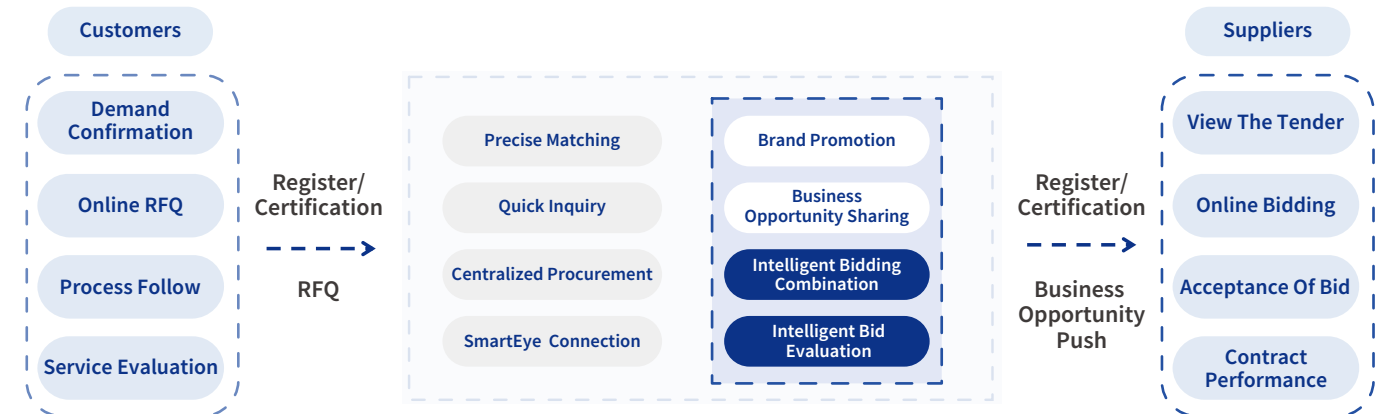 Customers
Demand
Confirmation
Online RFQ
Process Follow
Service Evaluation
Register/
Certification
RFQ
Precise Matching
Quick Inquiry
Centralized Procurement
SmartEye Connection
Brand Promotion
Business
Opportunity Sharing
Intelligent Bidding
Combination
Intelligent Bid
Evaluation
Register/
Certification
Business
Opportunity
Push
Suppliers
View The Tender
Online Bidding
Acceptance Of Bid
Contract
Performance